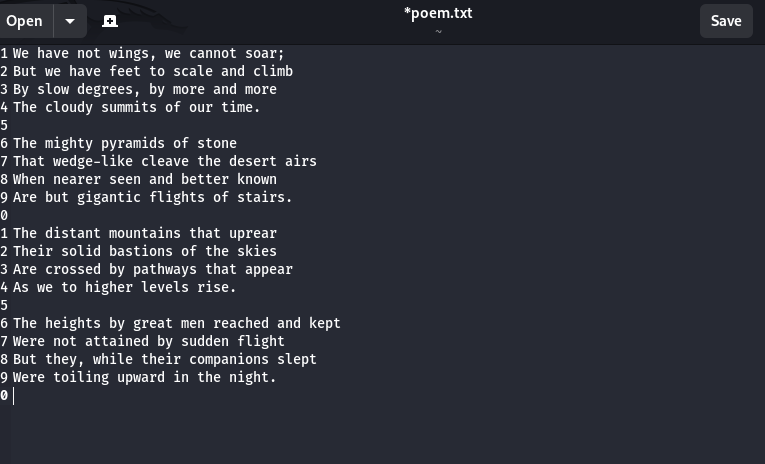 Open
*poem.txt
~
Save
1 We have not wings, we cannot soar;
2 But we have feet to scale and climb
3 By slow degrees, by more and more
4 The cloudy summits of our time.
5
6 The mighty pyramids of stone
7 That wedge-like cleave the desert airs
8 When nearer seen and better known
9 Are but gigantic flights of stairs.
0
1 The distant mountains that uprear
2 Their solid bastions of the skies
3 Are crossed by pathways that appear
4 As we to higher levels rise.
5
6 The heights by great men reached and kept
7 Were not attained by sudden flight
8 But they, while their companions slept
9 Were toiling upward in the night.
0